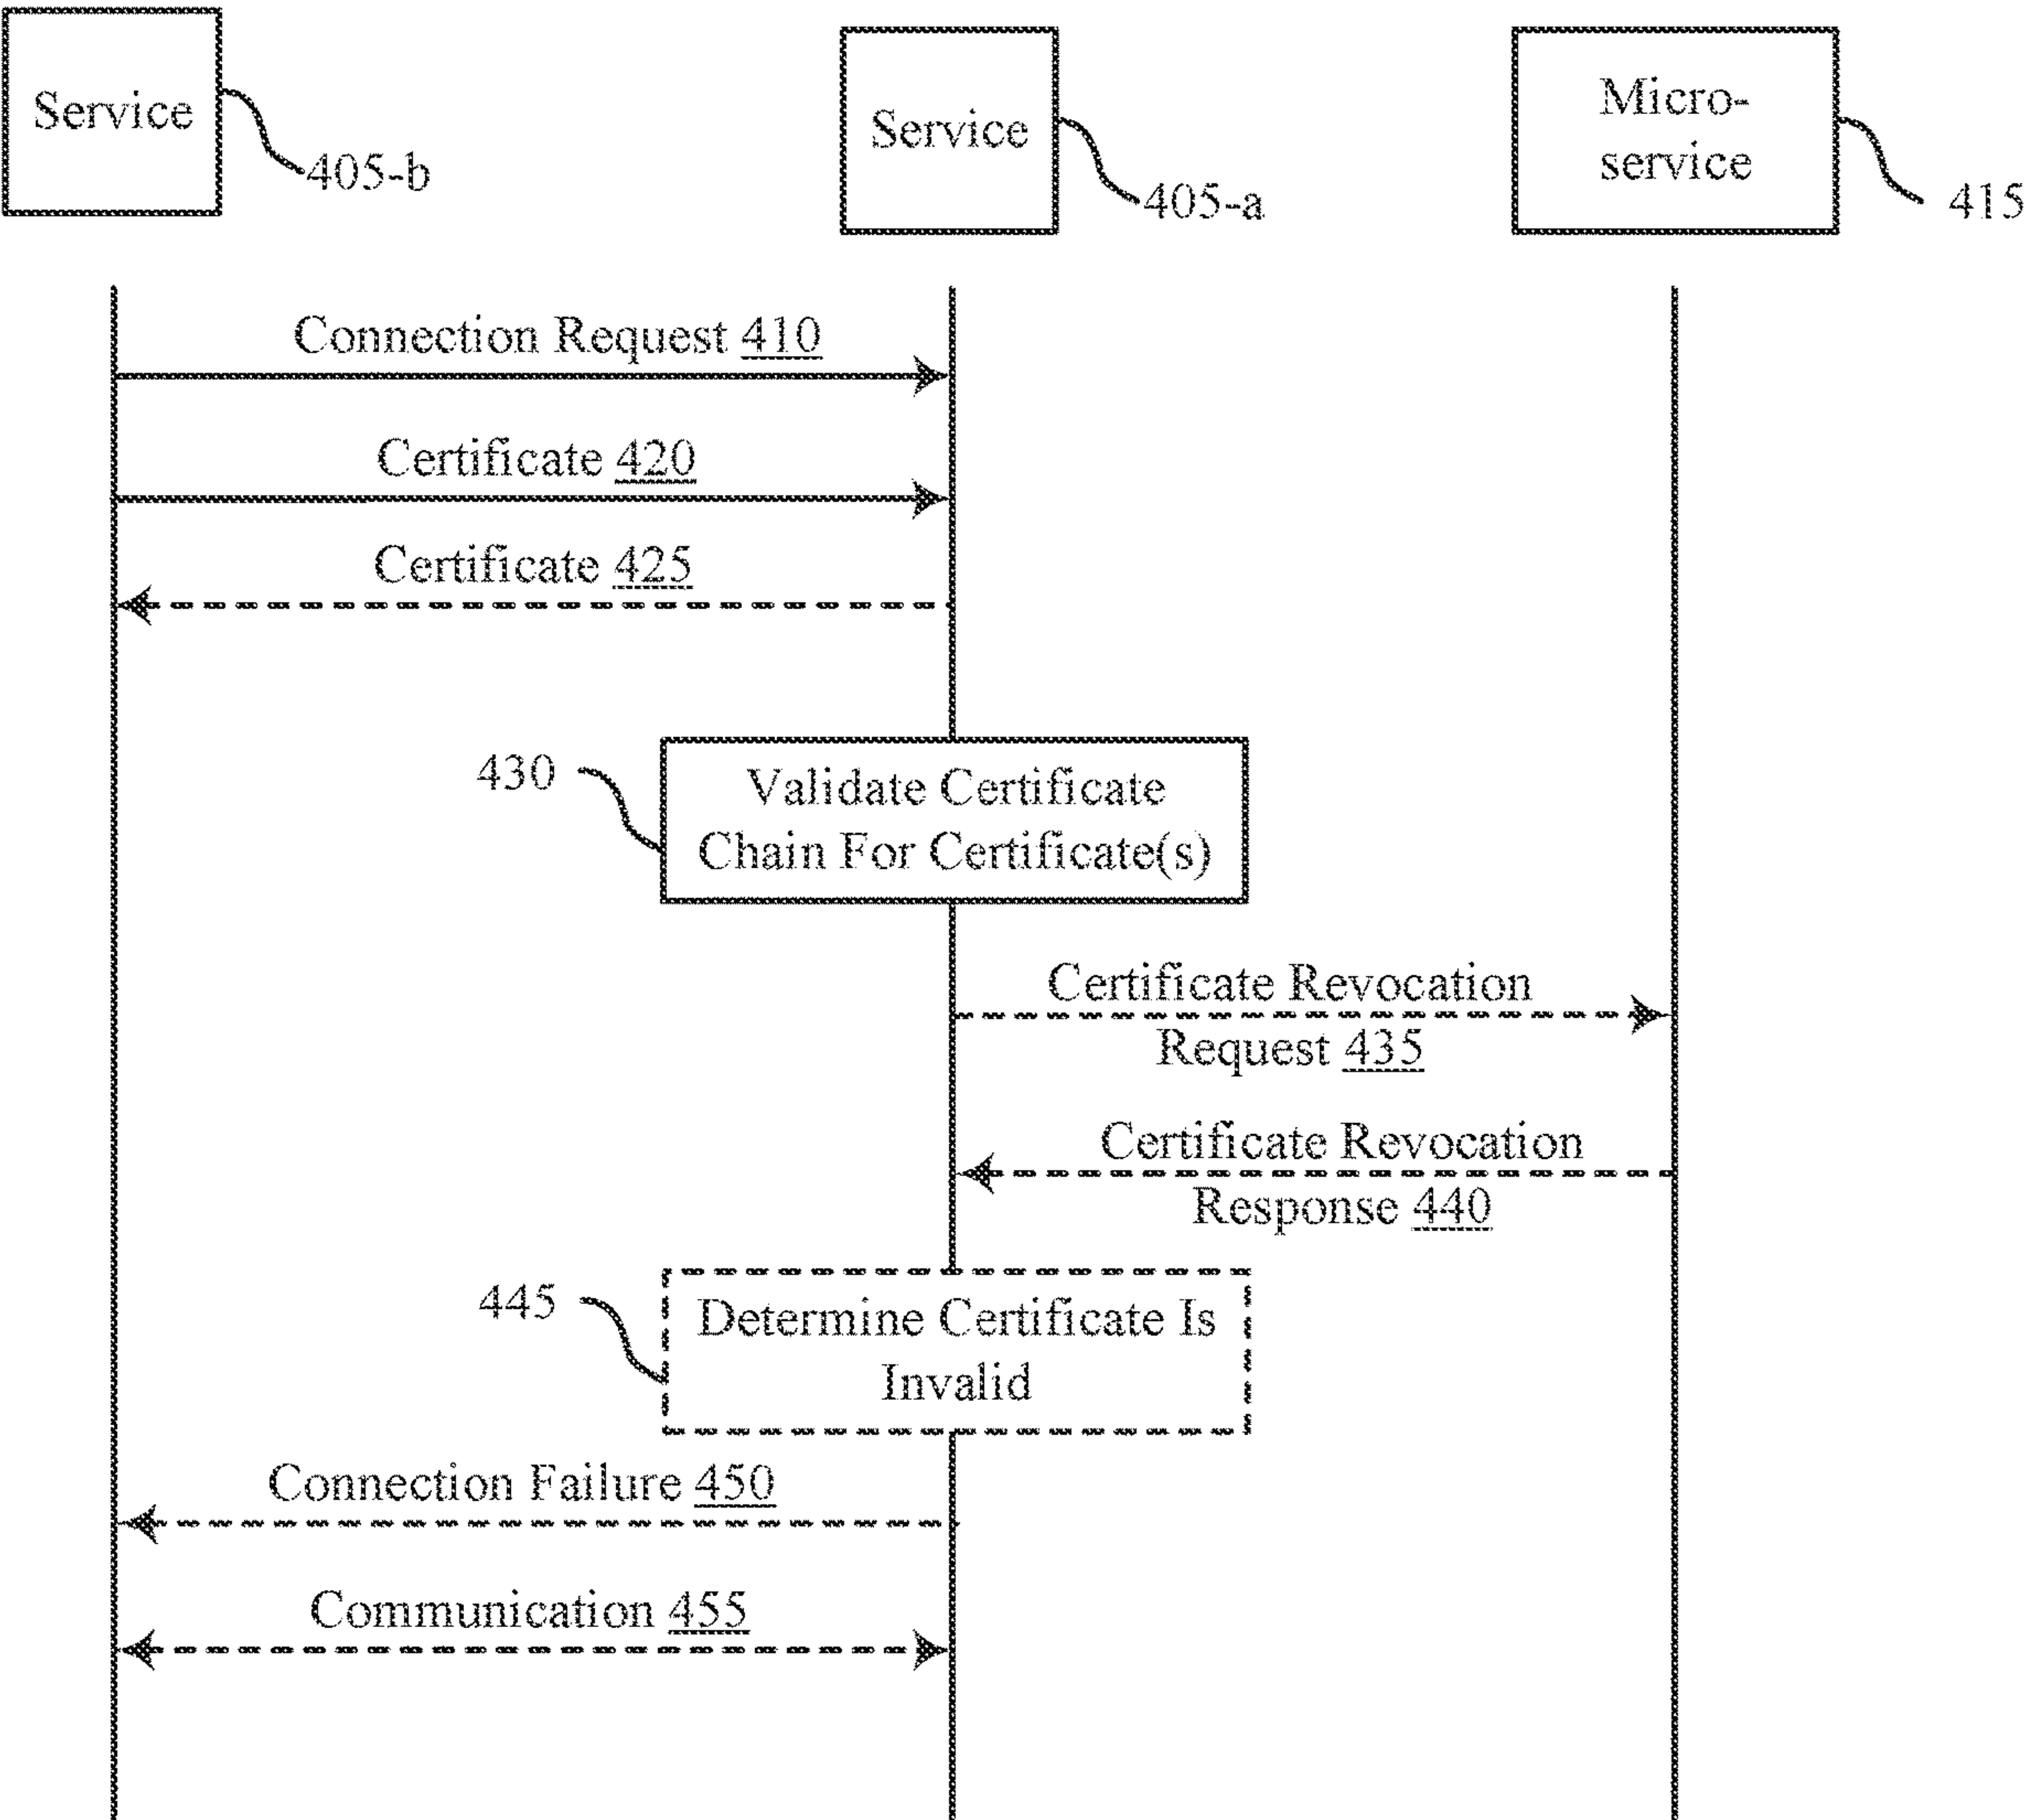 Service
405-b
Service
405-a
Micro-
service
415
Connection Request 410
Certificate 420
Certificate 425
430
Validate Certificate
Chain For Certificate(s)
Certificate Revocation
Request 435
Certificate Revocation
Response 440
445
Determine Certificate Is
Invalid
Connection Failure 450
Communication 455